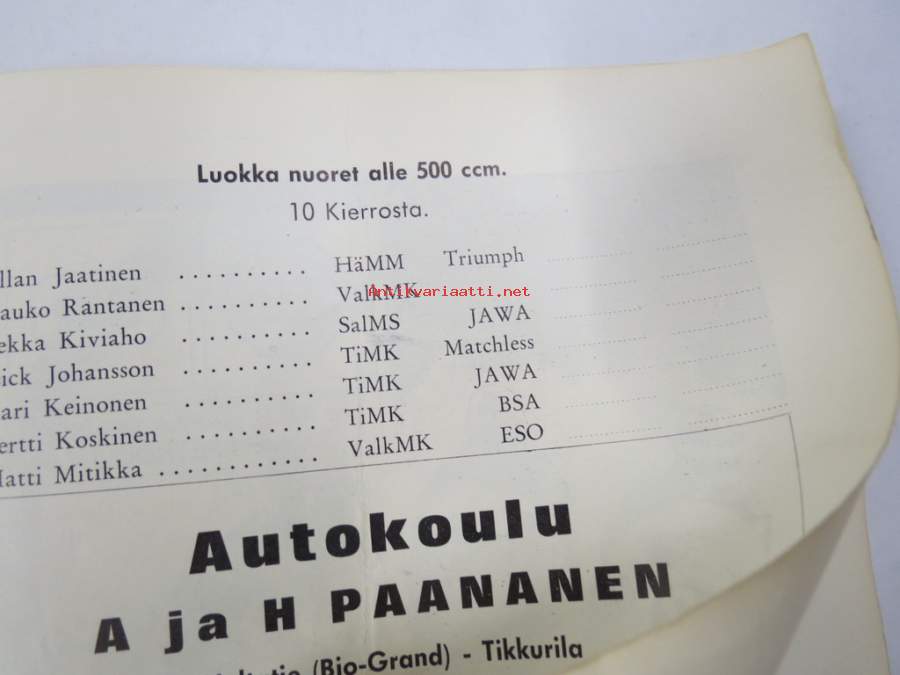 Luokka nuoret alle 500 ccm.
10 Kierrosta.
llan Jaatinen .......... HäMM Triumph
auko Rantanen .......... ValkMK
Antikvariaatti.net
ekka Kiviaho .......... SalMS JAWA
ick Johansson .......... TiMK Matchless
ari Keinonen .......... TiMK JAWA
ertti Koskinen .......... TiMK BSA
atti Mitikka ............ ValkMK ESO
Autokoulu
A ja H PAANANEN
(Bio-Grand) - Tikkurila